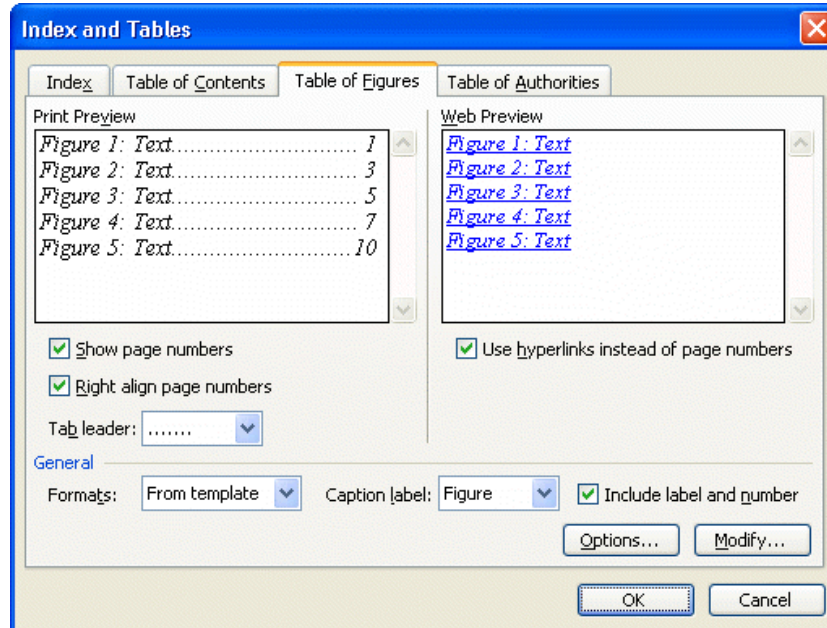 Index and Tables
Index Table of Contents Table of Figures Table of Authorities
Print Preview
Figure 1: Text............................ 1
Figure 2: Text............................ 3
Figure 3: Text............................ 5
Figure 4: Text............................ 7
Figure 5: Text............................ 10
Web Preview
Figure 1: Text
Figure 2: Text
Figure 3: Text
Figure 4: Text
Figure 5: Text
Show page numbers
Right align page numbers
Tab leader: .......
Use hyperlinks instead of page numbers
General
Formats: From template Caption label: Figure Include label and number
Options... Modify...
OK Cancel